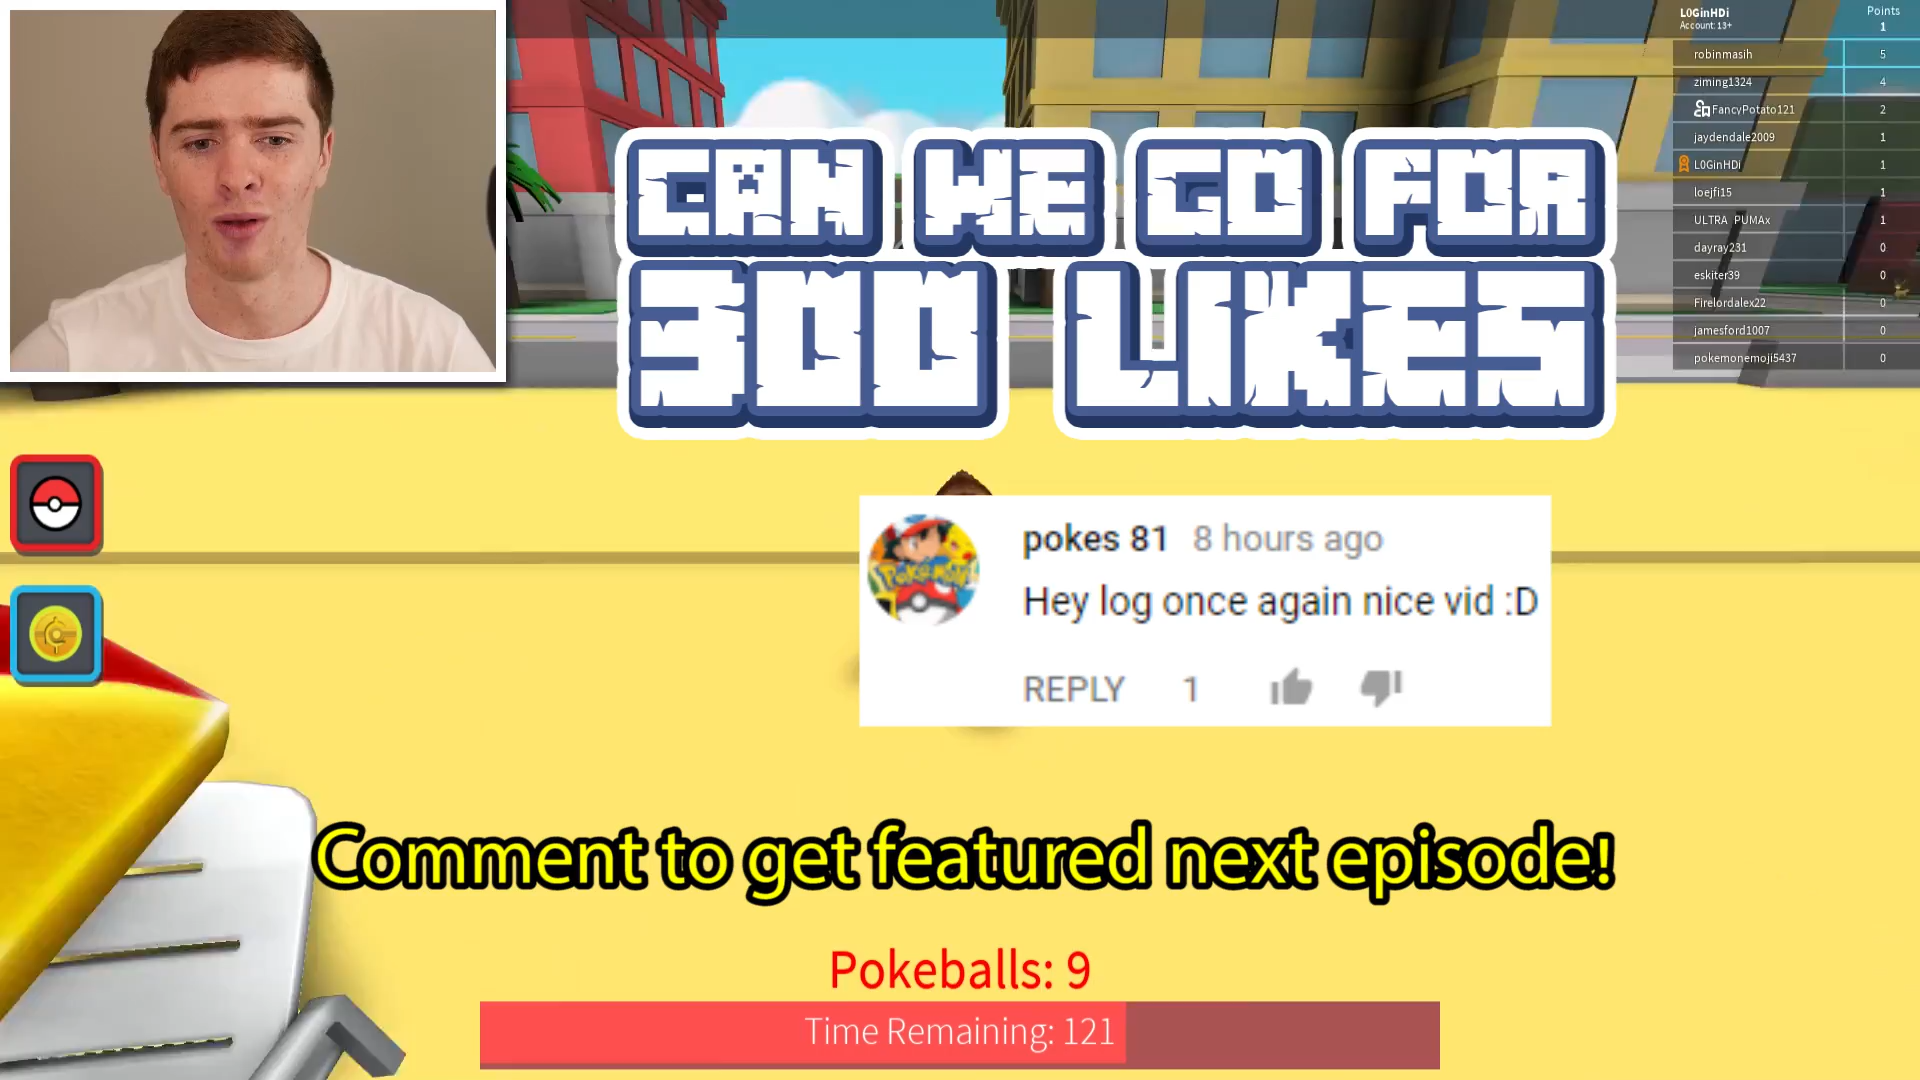 L0GinHDi
Account: 13+
Points
1
robinmasih 5
ziming1324 4
FancyPotato121 2
jaydendale2009 1
L0GinHDi 1
loejfi15 1
ULTRA_PUMAx 1
dayray231 0
eskiter39 0
Firelordalex22 0
jamesford1007 0
pokemonemoji5437 0
CAN WE GO FOR
300 LIKES
pokes 81 8 hours ago
POKéMON
Hey log once again nice vid :D
REPLY 1
Comment to get featured next episode!
Pokeballs: 9
Time Remaining: 121